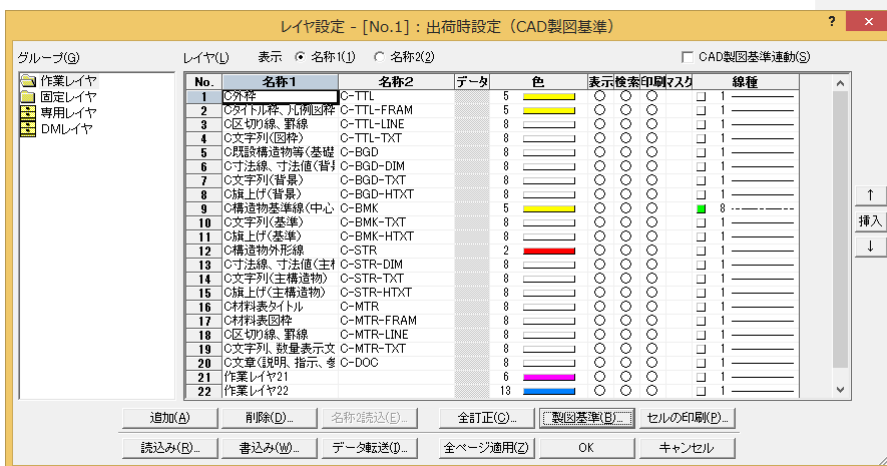 レイヤ設定 - [No.1] : 出荷時設定（CAD製図基準） ? ×
グループ(G) レイヤ(L) 表示 名称1(1) 名称2(2) CAD製図基準連動(S)
作業レイヤ
固定レイヤ
専用レイヤ
DMレイヤ
No. 名称1 名称2 データ 色 表示 検索 印刷 マスク 線種
1 C外枠 C-TTL 5 1
2 Cタイトル枠、凡例図枠 C-TTL-FRAM 5 1
3 C区切り線、罫線 C-TTL-LINE 8 1
4 C文字列(図枠) C-TTL-TXT 8 1
5 C既設構造物等(基礎 C-BGD 8 1
6 C寸法線、寸法値(背 C-BGD-DIM 8 1
7 C文字列(背景) C-BGD-TXT 8 1
8 C旗上げ(背景) C-BGD-HTXT 8 1
9 C構造物基準線(中心 C-BMK 5 8
10 C文字列(基準) C-BMK-TXT 8 1
11 C旗上げ(基準) C-BMK-HTXT 8 1
12 C構造物外形線 C-STR 2 1
13 C寸法線、寸法値(主 C-STR-DIM 8 1
14 C文字列(主構造物) C-STR-TXT 8 1
15 C旗上げ(主構造物) C-STR-HTXT 8 1
16 C材料表タイトル C-MTR 8 1
17 C材料表図枠 C-MTR-FRAM 8 1
18 C区切り線、罫線 C-MTR-LINE 8 1
19 C文字列、数量表示文 C-MTR-TXT 8 1
20 C文章(説明、指示、参 C-DOC 8 1
21 作業レイヤ21 6 1
22 作業レイヤ22 13 1
↑
挿入
↓
追加(A) 削除(D)... 名称2読込(E)... 全訂正(C)... 製図基準(B)... セルの印刷(P)...
読込み(R)... 書込み(W)... データ転送(I)... 全ページ適用(Z) OK キャンセル